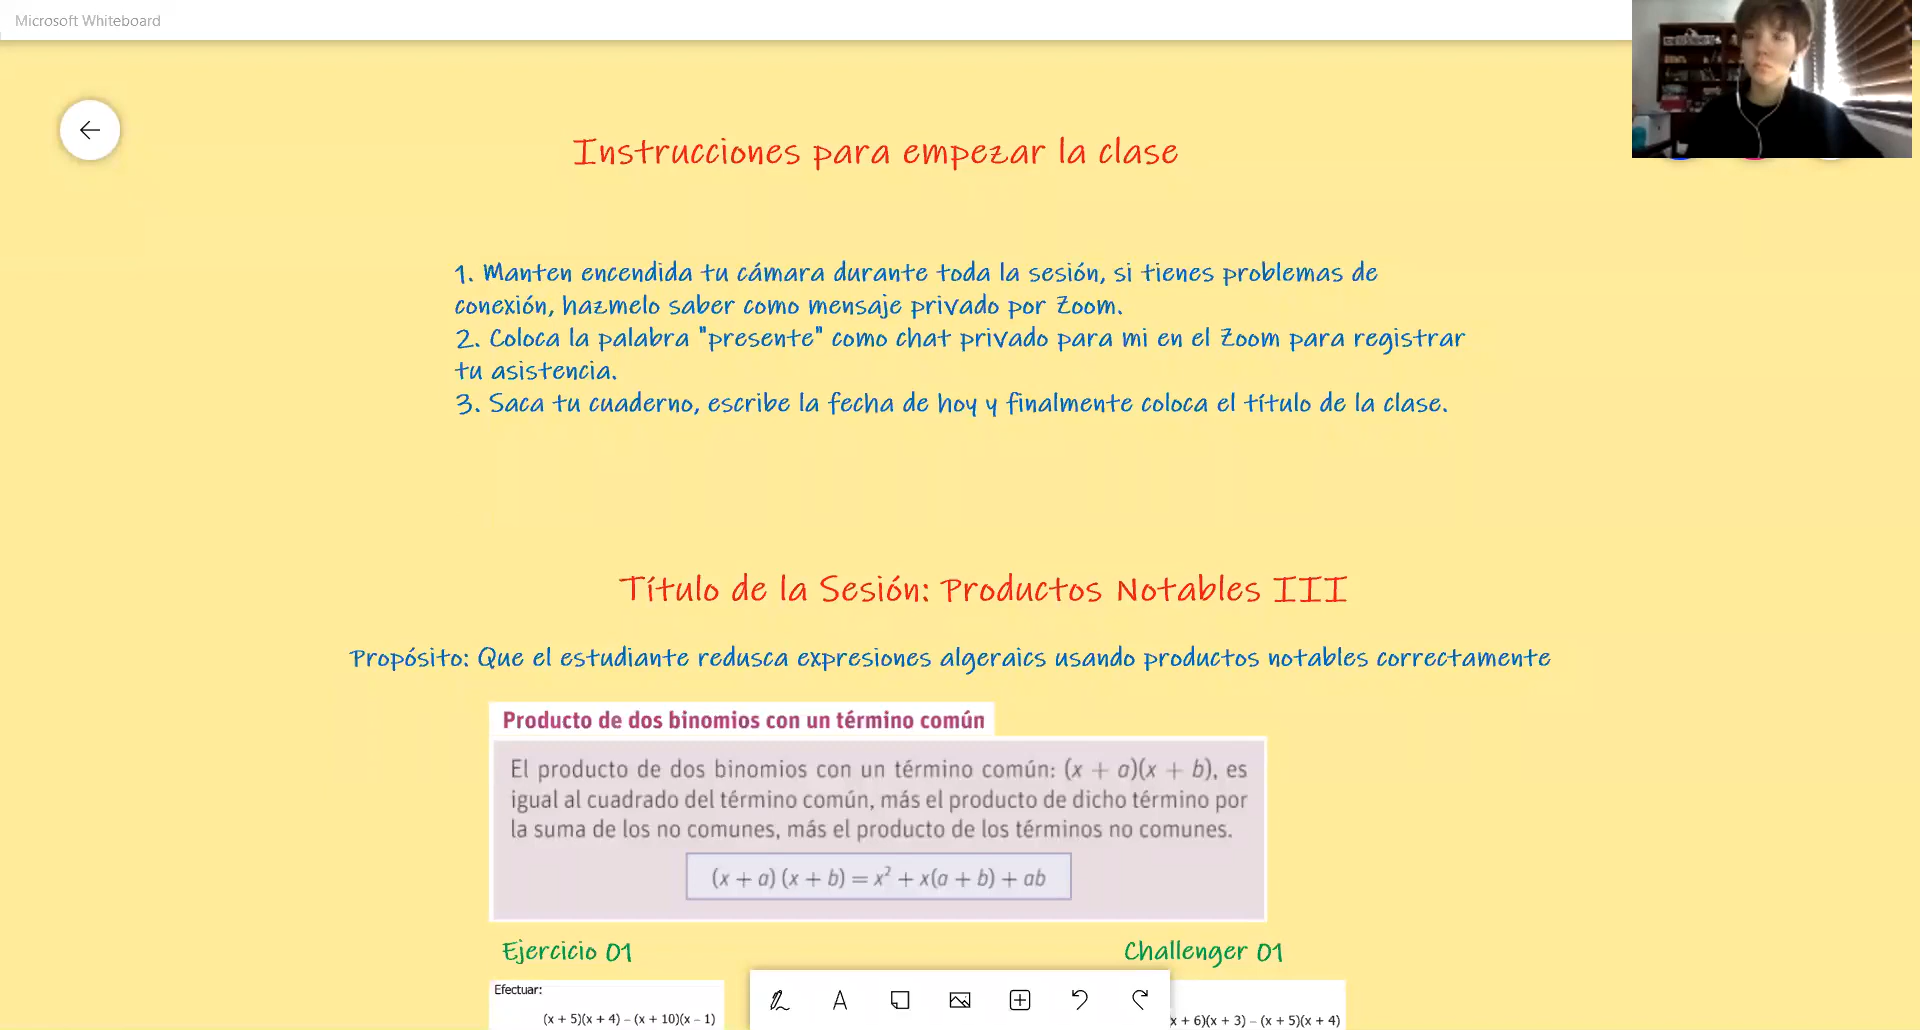 Microsoft Whiteboard
Instrucciones para empezar la clase
1. Manten encendida tu cámara durante toda la sesión, si tienes problemas de
conexión, hazmelo saber como mensaje privado por Zoom.
2. Coloca la palabra "presente" como chat privado para mi en el Zoom para registrar
tu asistencia.
3. Saca tu cuaderno, escribe la fecha de hoy y finalmente coloca el título de la clase.
Título de la Sesión: Productos Notables III
Propósito: Que el estudiante redusca expresiones algeraics usando productos notables correctamente
Producto de dos binomios con un término común
El producto de dos binomios con un término común: (x + a)(x + b), es
igual al cuadrado del término común, más el producto de dicho término por
la suma de los no comunes, más el producto de los términos no comunes.
(x + a) (x + b) = x² + x(a + b) + ab
Ejercicio 01
Challenger 01
Efectuar:
(x + 5)(x + 4) – (x + 10)(x – 1)
x + 6)(x + 3) – (x + 5)(x + 4)